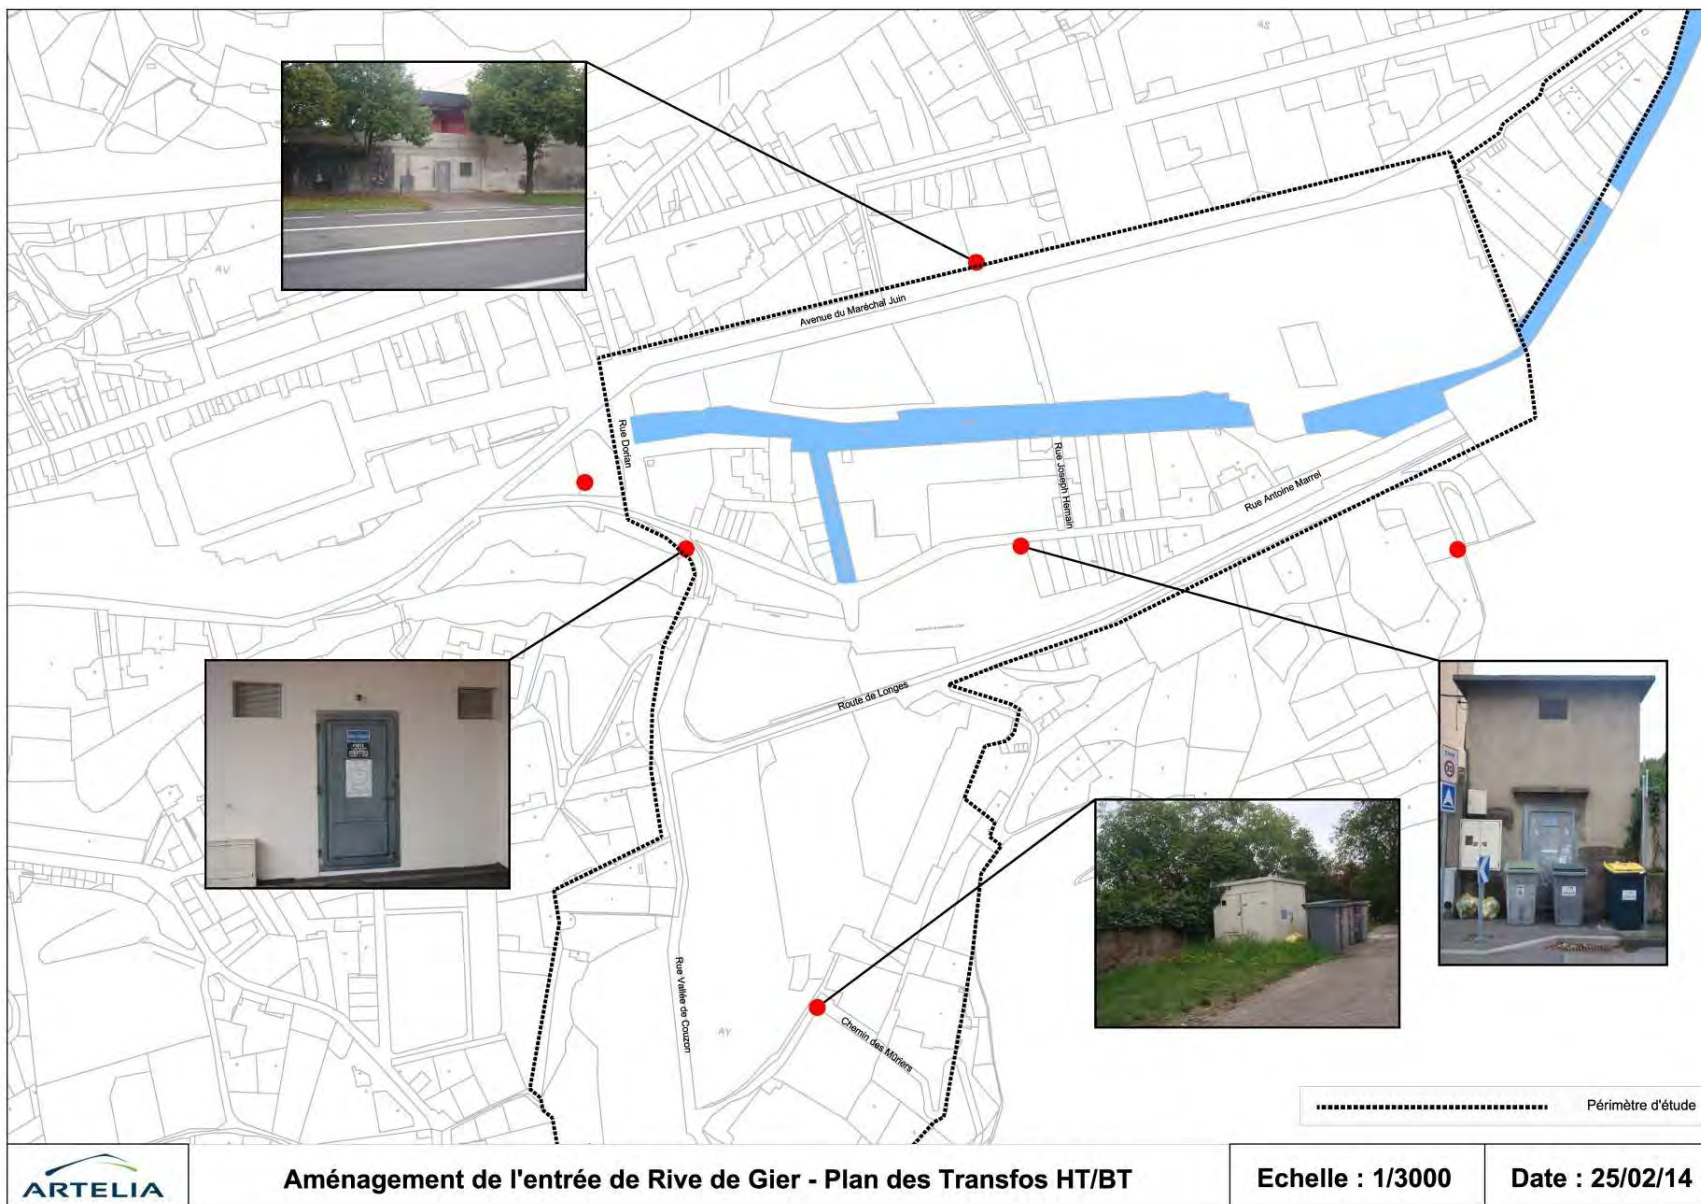 AS
AV
Avenue du Maréchal Juin
Rue Dorian
Rue Joseph Hemain
Rue Antoine Marrel
Route de Longes
Rue Vallée de Couzon
AY
Chemin des Mûriers
Périmètre d'étude
ARTELIA
Aménagement de l'entrée de Rive de Gier - Plan des Transfos HT/BT
Echelle : 1/3000
Date : 25/02/14